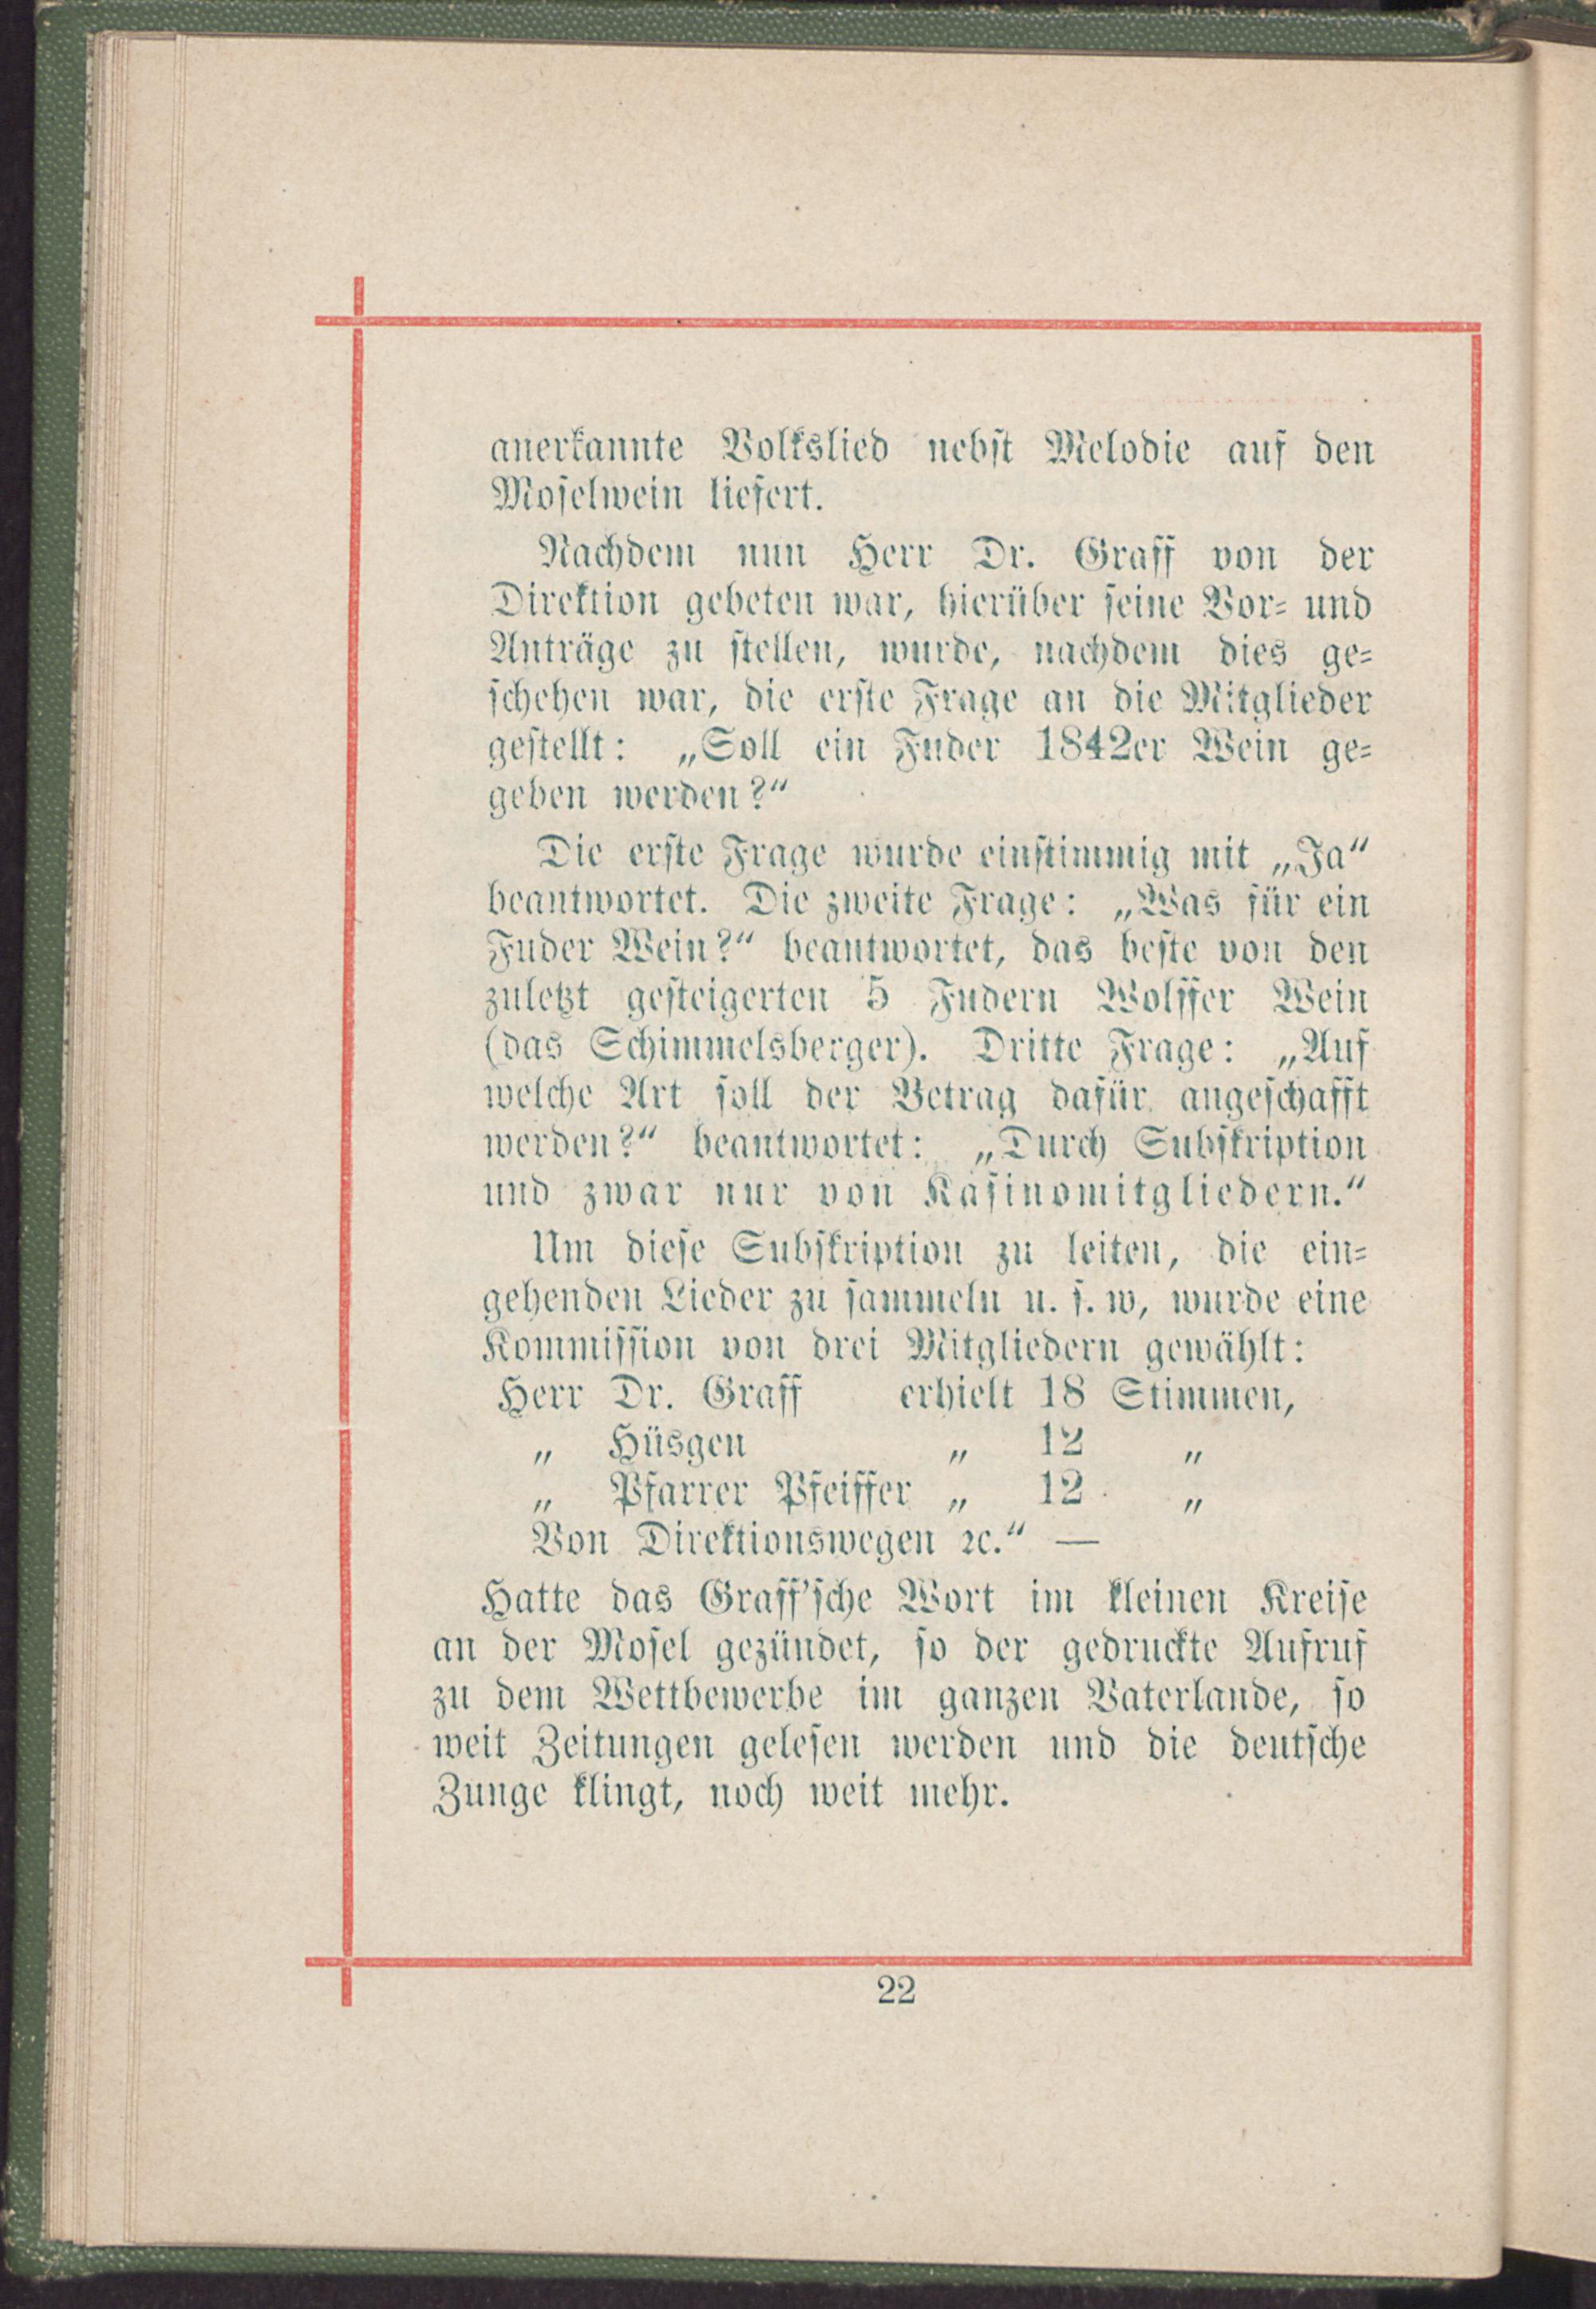 anerkannte Volkslied nebst Melodie auf den
Moselwein liefert.
Nachdem nun Herr Dr. Graff von der
Direktion gebeten war, hierüber seine Vor- und
Anträge zu stellen, wurde, nachdem dies ge-
schehen war, die erste Frage an die Mitglieder
gestellt: „Soll ein Fuder 1842er Wein ge-
geben werden?“
Die erste Frage wurde einstimmig mit „Ja“
beantwortet. Die zweite Frage: „Was für ein
Fuder Wein?“ beantwortet, das beste von den
zuletzt gesteigerten 5 Fudern Wolffer Wein
(das Schimmelsberger). Dritte Frage: „Auf
welche Art soll der Betrag dafür angeschafft
werden?“ beantwortet: „Durch Subskription
und zwar nur von Kasinomitgliedern.“
Um diese Subskription zu leiten, die ein-
gehenden Lieder zu sammeln u. s. w, wurde eine
Kommission von drei Mitgliedern gewählt:
Herr Dr. Graff erhielt 18 Stimmen,
„ Hüsgen „ 12 „
„ Pfarrer Pfeiffer „ 12 „
Von Direktionswegen ꝛc.“ —
Hatte das Graff'sche Wort im kleinen Kreise
an der Mosel gezündet, so der gedruckte Aufruf
zu dem Wettbewerbe im ganzen Vaterlande, so
weit Zeitungen gelesen werden und die deutsche
Zunge klingt, noch weit mehr.
22